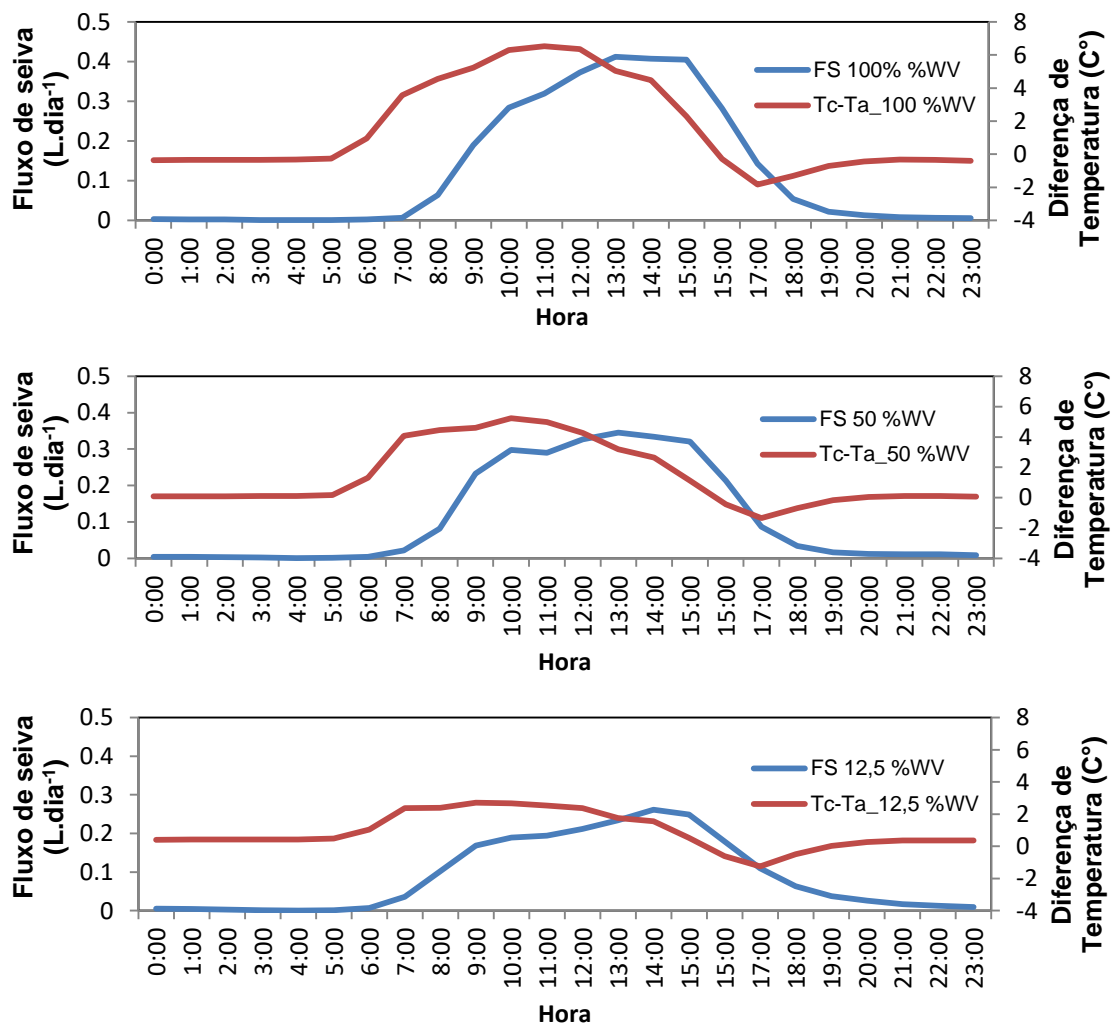 Fluxo de seiva
(L.dia-1)
0.5
0.4
0.3
0.2
0.1
0
8
6
4
2
0
-2
-4
Diferença de
Temperatura (C°)
FS 100% %WV
Tc-Ta_100 %WV
0:00 1:00 2:00 3:00 4:00 5:00 6:00 7:00 8:00 9:00 10:00 11:00 12:00 13:00 14:00 15:00 15:00 17:00 18:00 19:00 20:00 21:00 22:00 23:00
Hora
Fluxo de seiva
(L.dia-1)
0.5
0.4
0.3
0.2
0.1
0
8
6
4
2
0
-2
-4
Diferença de
Temperatura (C°)
FS 50 %WV
Tc-Ta_50 %WV
0:00 1:00 2:00 3:00 4:00 5:00 6:00 7:00 8:00 9:00 10:00 11:00 12:00 13:00 14:00 15:00 15:00 17:00 18:00 19:00 20:00 21:00 22:00 23:00
Hora
Fluxo de seiva
(L.dia-1)
0.5
0.4
0.3
0.2
0.1
0
8
6
4
2
0
-2
-4
Diferença de
Temperatura (C°)
FS 12,5 %WV
Tc-Ta_12,5 %WV
0:00 1:00 2:00 3:00 4:00 5:00 6:00 7:00 8:00 9:00 10:00 11:00 12:00 13:00 14:00 15:00 15:00 17:00 18:00 19:00 20:00 21:00 22:00 23:00
Hora